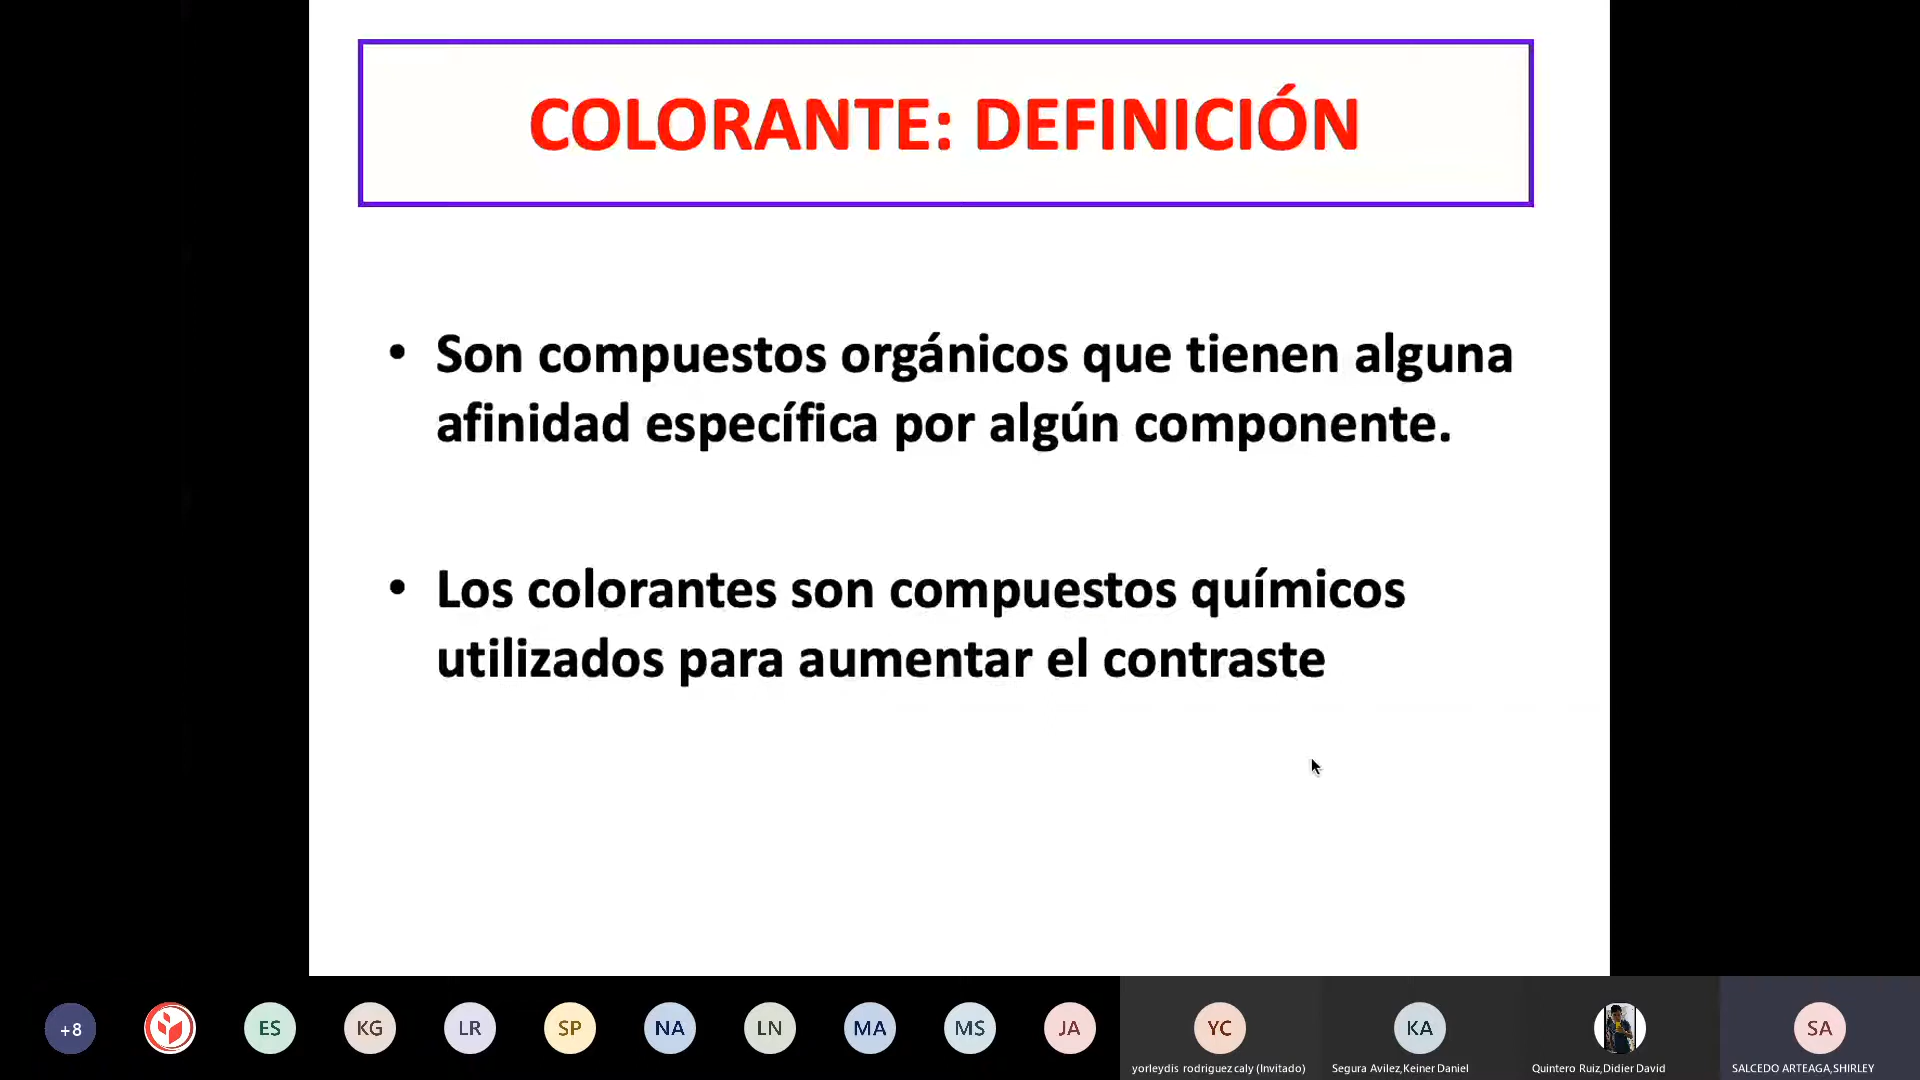 COLORANTE: DEFINICIÓN
• Son compuestos orgánicos que tienen alguna
afinidad específica por algún componente.
• Los colorantes son compuestos químicos
utilizados para aumentar el contraste
+8
ES
KG
LR
SP
NA
LN
MA
MS
JA
YC
KA
SA
yorleydis rodriguez caly (Invitado)
Segura Avilez,Keiner Daniel
Quintero Ruiz,Didier David
SALCEDO ARTEAGA,SHIRLEY